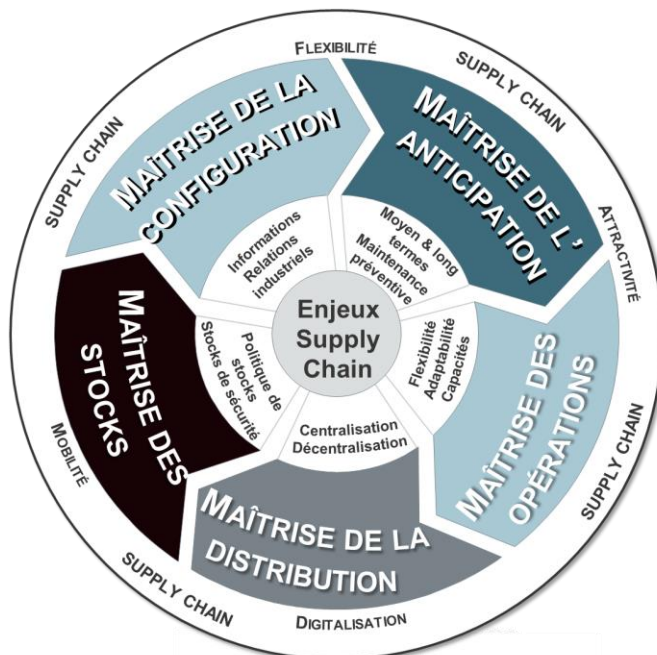 FLEXIBILITÉ
SUPPLY CHAIN
ATTRACTIVITÉ
SUPPLY CHAIN
DIGITALISATION
SUPPLY CHAIN
MOBILITÉ
SUPPLY CHAIN
MAÎTRISE DE LA
CONFIGURATION
MAÎTRISE DE L'
ANTICIPATION
MAÎTRISE DES
OPÉRATIONS
MAÎTRISE DE LA
DISTRIBUTION
MAÎTRISE DES
STOCKS
Informations
Relations
industriels
Moyen & long
termes
Maintenance
préventive
Flexibilité
Adaptabilité
Capacités
Centralisation
Décentralisation
Politique de
stocks
Stocks de sécurité
Enjeux
Supply
Chain